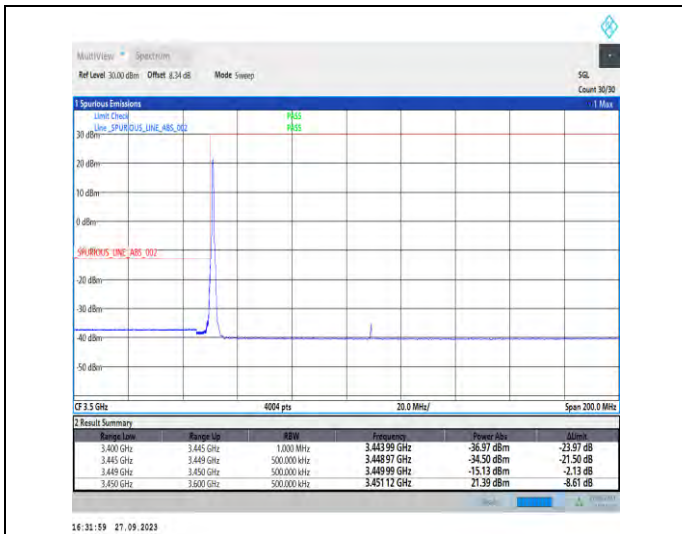 MultiView Spectrum
Ref Level 30.00 dBm Offset 8.34 dB Mode Sweep SGL
Count 30/30
1 Spurious Emissions 1 Max
Limit Check PASS
Line _SPURIOUS_LINE_ABS_002 PASS
30 dBm
20 dBm
10 dBm
0 dBm
_SPURIOUS_LINE_ABS_002
-20 dBm
-30 dBm
-40 dBm
-50 dBm
CF 3.5 GHz 4004 pts 20.0 MHz/ Span 200.0 MHz
2 Result Summary
Range Low Range Up RBW Frequency Power Abs ΔLimit
3.400 GHz 3.445 GHz 1.000 MHz 3.443 99 GHz -36.97 dBm -23.97 dB
3.445 GHz 3.449 GHz 500.000 kHz 3.448 97 GHz -34.50 dBm -21.50 dB
3.449 GHz 3.450 GHz 500.000 kHz 3.449 99 GHz -15.13 dBm -2.13 dB
3.450 GHz 3.600 GHz 500.000 kHz 3.451 12 GHz 21.39 dBm -8.61 dB
16:31:59 27.09.2023